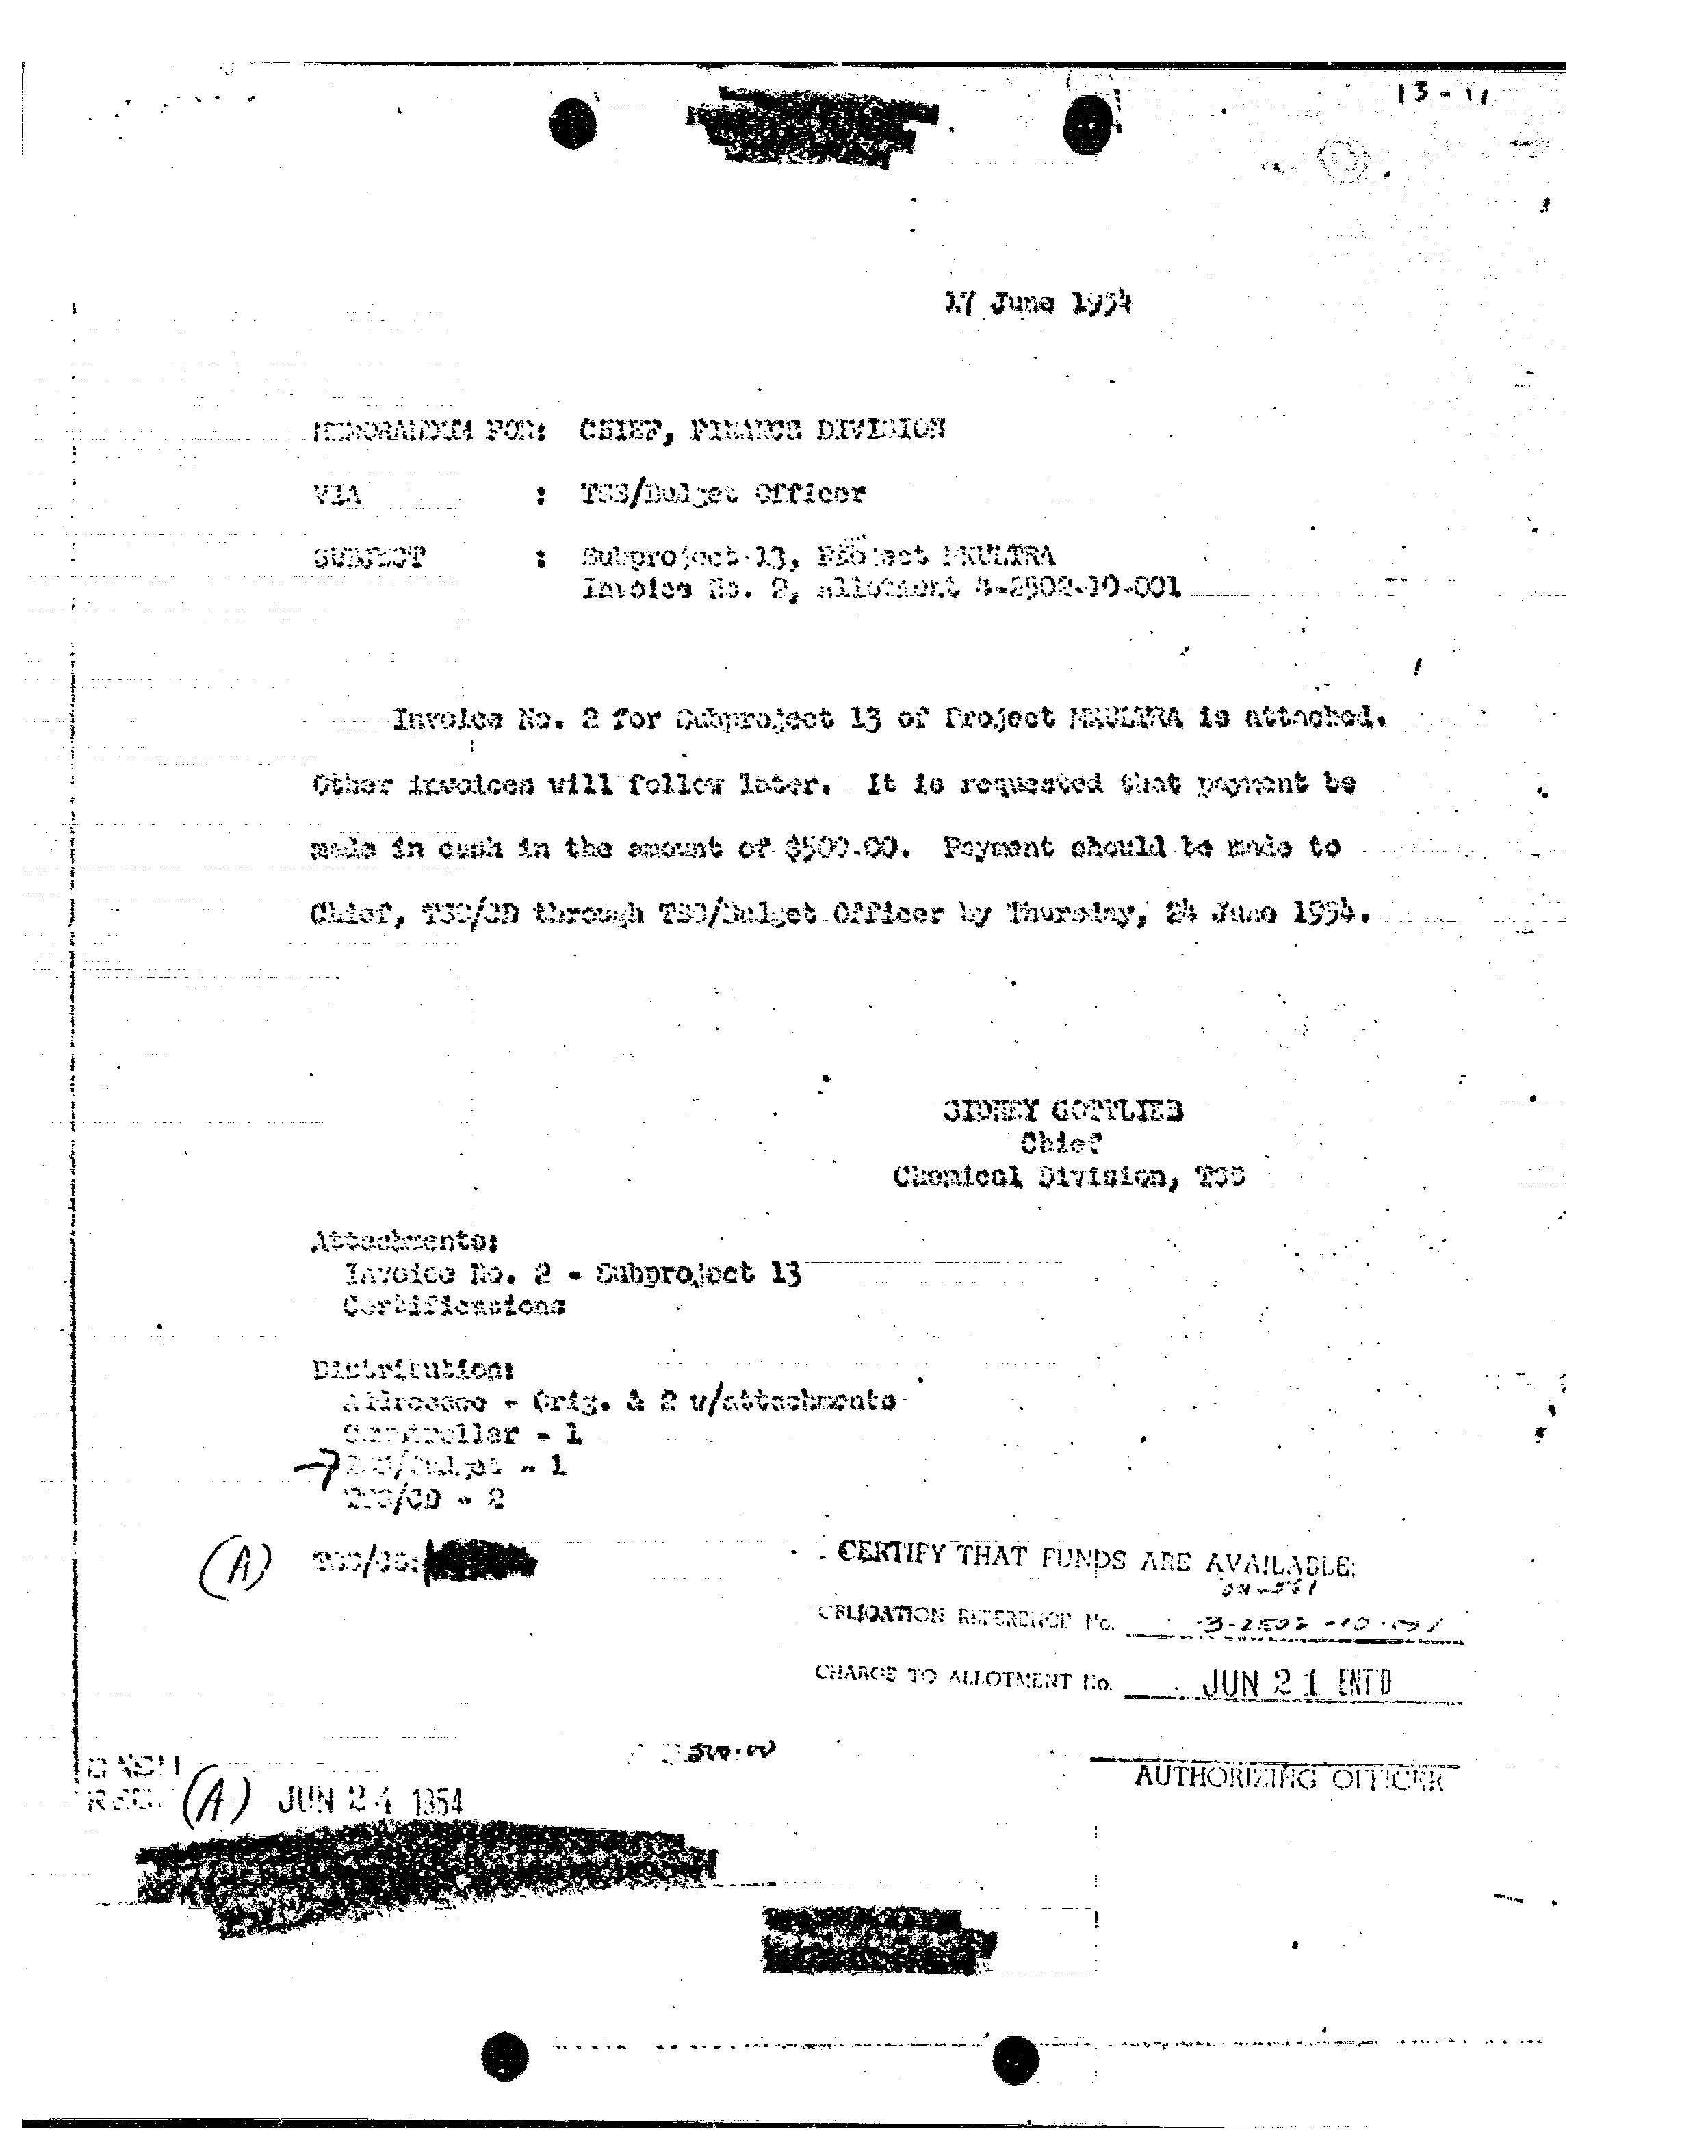 13-11
17 June 1954
MEMORANDUM FOR: CHIEF, FINANCE DIVISION
VIA : TSS/Budget Officer
SUBJECT : Subproject 13, Project MKULTRA
Invoice No. 2, Allotment 4-2502-10-001
Invoice No. 2 for Subproject 13 of Project MKULTRA is attached.
Other invoices will follow later. It is requested that payment be
made in cash in the amount of $500.00. Payment should be made to
Chief, TSS/CD through TSS/Budget Officer by Thursday, 24 June 1954.
SIDNEY GOTTLIEB
Chief
Chemical Division, TSS
Attachments:
Invoice No. 2 - Subproject 13
Certifications
Distribution:
Addressee - Orig. & 2 w/attachments
Comptroller - 1
TSS/Budget - 1
TSS/CD - 2
(A) TSS/CD:
CERTIFY THAT FUNDS ARE AVAILABLE:
OBLIGATION REFERENCE No. 3-2502-10-001
CHARGE TO ALLOTMENT No. JUN 21 ENT'D
500.00
AUTHORIZING OFFICER
CASH
REC. (A) JUN 24 1954